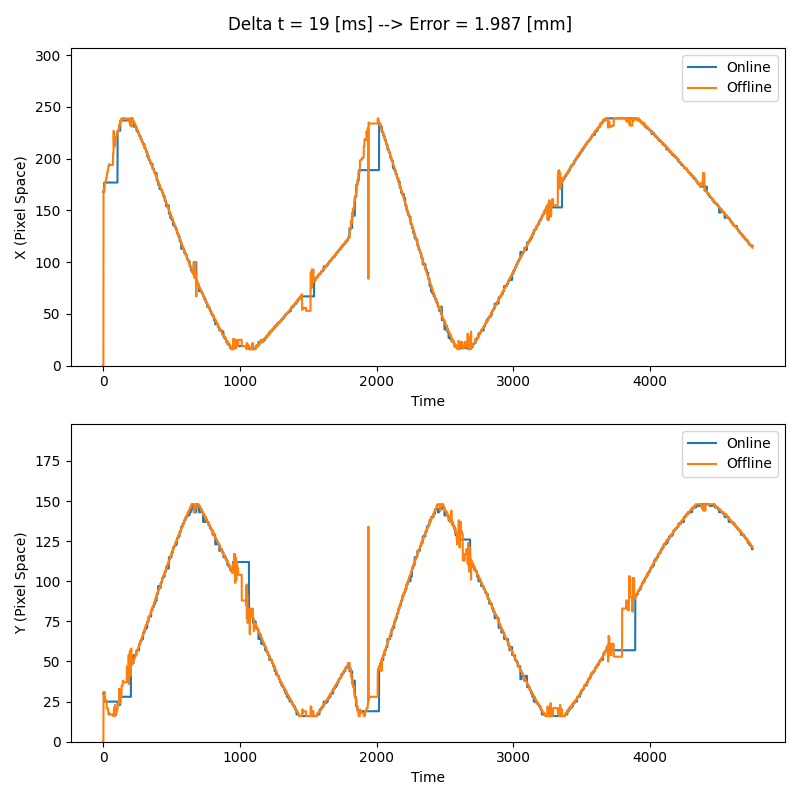 Delta t = 19 [ms] --> Error = 1.987 [mm]
300
250
200
150
100
50
0
X (Pixel Space)
Online
Offline
0 1000 2000 3000 4000
Time
175
150
125
100
75
50
25
0
Y (Pixel Space)
Online
Offline
0 1000 2000 3000 4000
Time